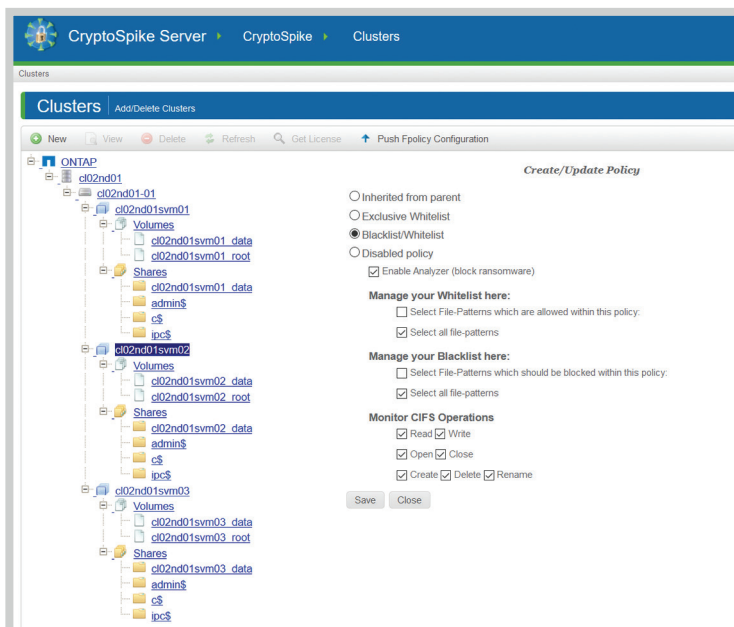 CryptoSpike Server CryptoSpike Clusters
Clusters
Clusters Add/Delete Clusters
New View Delete Refresh Get License Push Fpolicy Configuration
ONTAP
cl02nd01
cl02nd01-01
cl02nd01svm01
Volumes
cl02nd01svm01_data
cl02nd01svm01_root
Shares
cl02nd01svm01_data
admin$
c$
ipc$
cl02nd01svm02
Volumes
cl02nd01svm02_data
cl02nd01svm02_root
Shares
cl02nd01svm02_data
admin$
c$
ipc$
cl02nd01svm03
Volumes
cl02nd01svm03_data
cl02nd01svm03_root
Shares
cl02nd01svm03_data
admin$
c$
ipc$
Create/Update Policy
Inherited from parent
Exclusive Whitelist
Blacklist/Whitelist
Disabled policy
Enable Analyzer (block ransomware)
Manage your Whitelist here:
Select File-Patterns which are allowed within this policy:
Select all file-patterns
Manage your Blacklist here:
Select File-Patterns which should be blocked within this policy:
Select all file-patterns
Monitor CIFS Operations
Read Write
Open Close
Create Delete Rename
Save Close